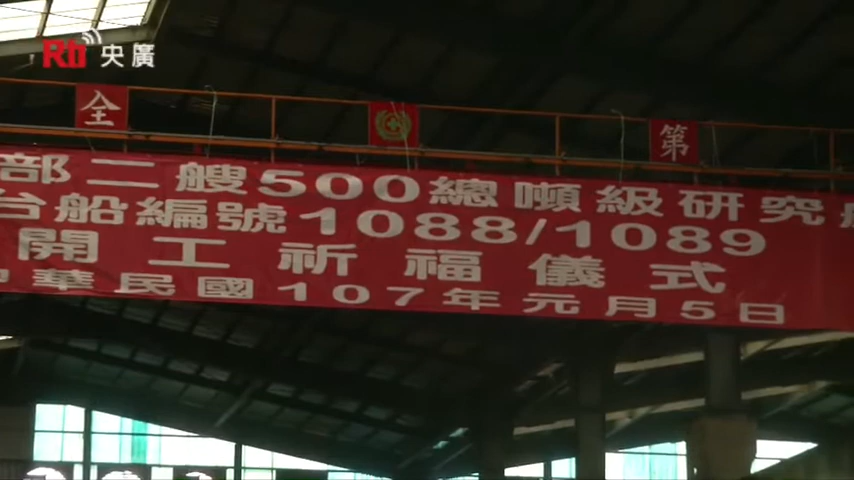 Rti 央廣
全 第
部二艘500總噸級研究
台船編號1088/1089
開工祈福儀式
華民國107年元月5日